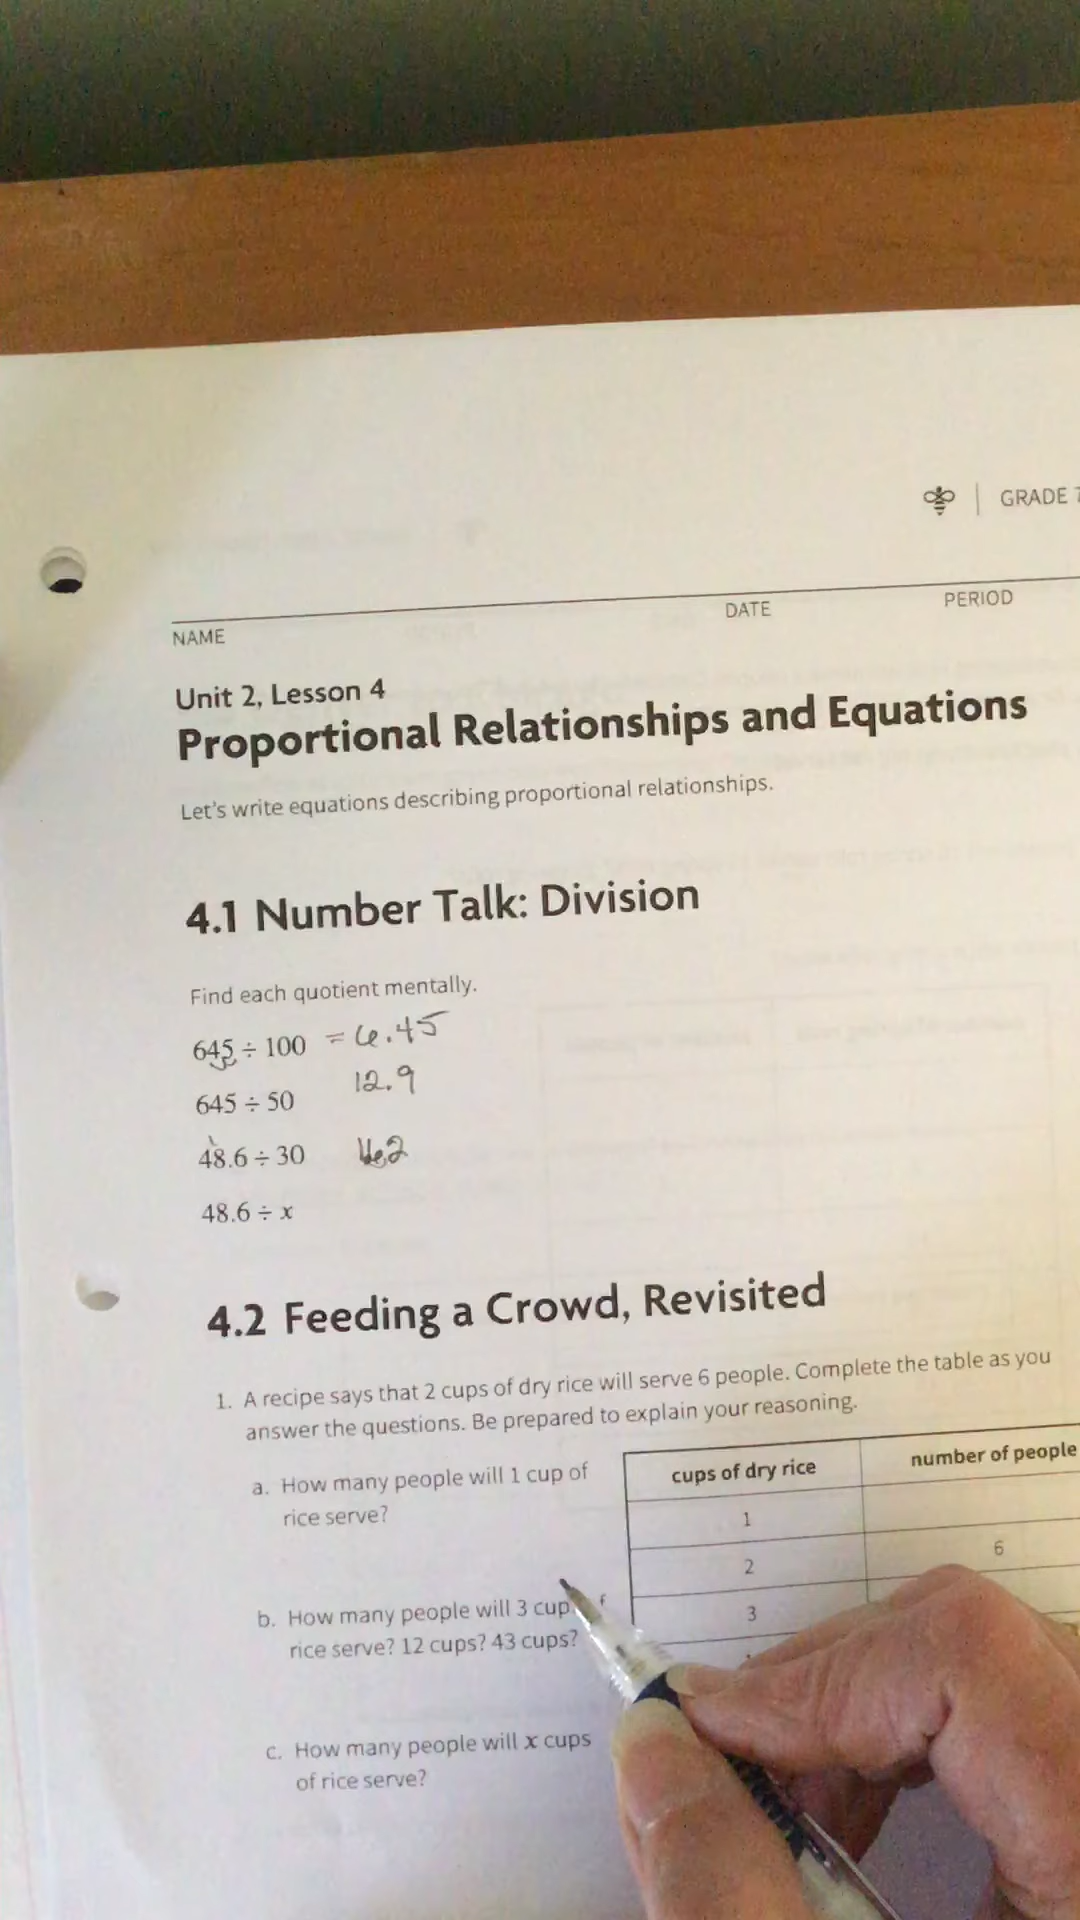 GRADE 7
NAME DATE PERIOD
Unit 2, Lesson 4
Proportional Relationships and Equations
Let's write equations describing proportional relationships.
4.1 Number Talk: Division
Find each quotient mentally.
645 ÷ 100 = 6.45
645 ÷ 50 12.9
48.6 ÷ 30 1.62
48.6 ÷ x
4.2 Feeding a Crowd, Revisited
1. A recipe says that 2 cups of dry rice will serve 6 people. Complete the table as you
answer the questions. Be prepared to explain your reasoning.
a. How many people will 1 cup of
rice serve?
cups of dry rice number of people
1
2 6
3
b. How many people will 3 cup f
rice serve? 12 cups? 43 cups?
c. How many people will x cups
of rice serve?